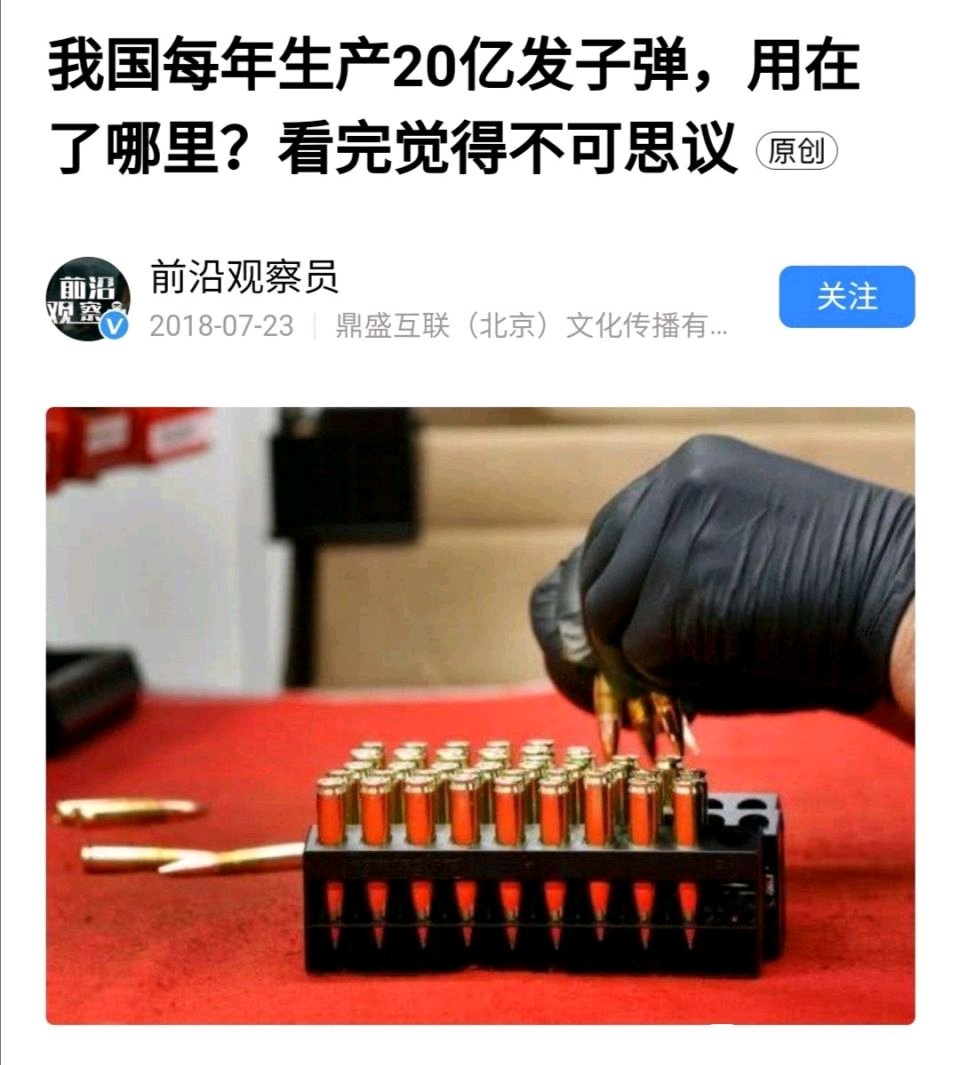 我国每年生产20亿发子弹，用在
了哪里？看完觉得不可思议 原创
前沿
观察
前沿观察员
2018-07-23 鼎盛互联（北京）文化传播有...
关注